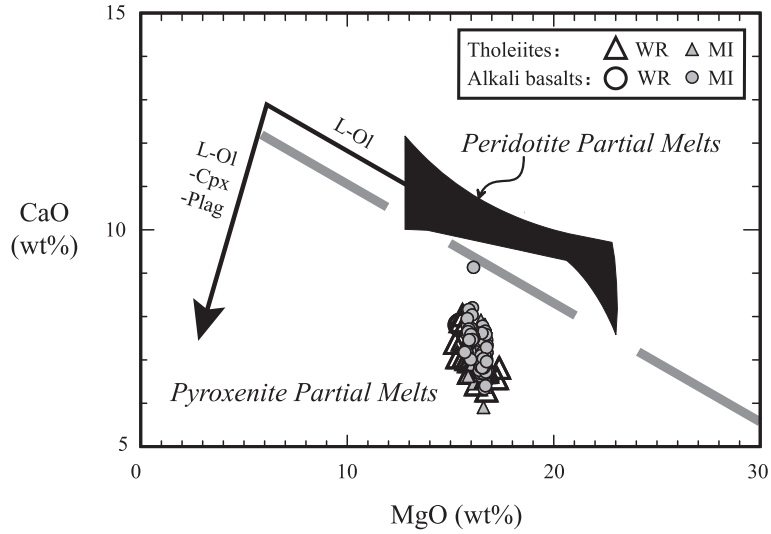 15
Tholeiites: WR MI
Alkali basalts: WR MI
L-Ol
Peridotite Partial Melts
L-Ol
-Cpx
-Plag
CaO
(wt%)
10
Pyroxenite Partial Melts
5
0 10 20 30
MgO (wt%)